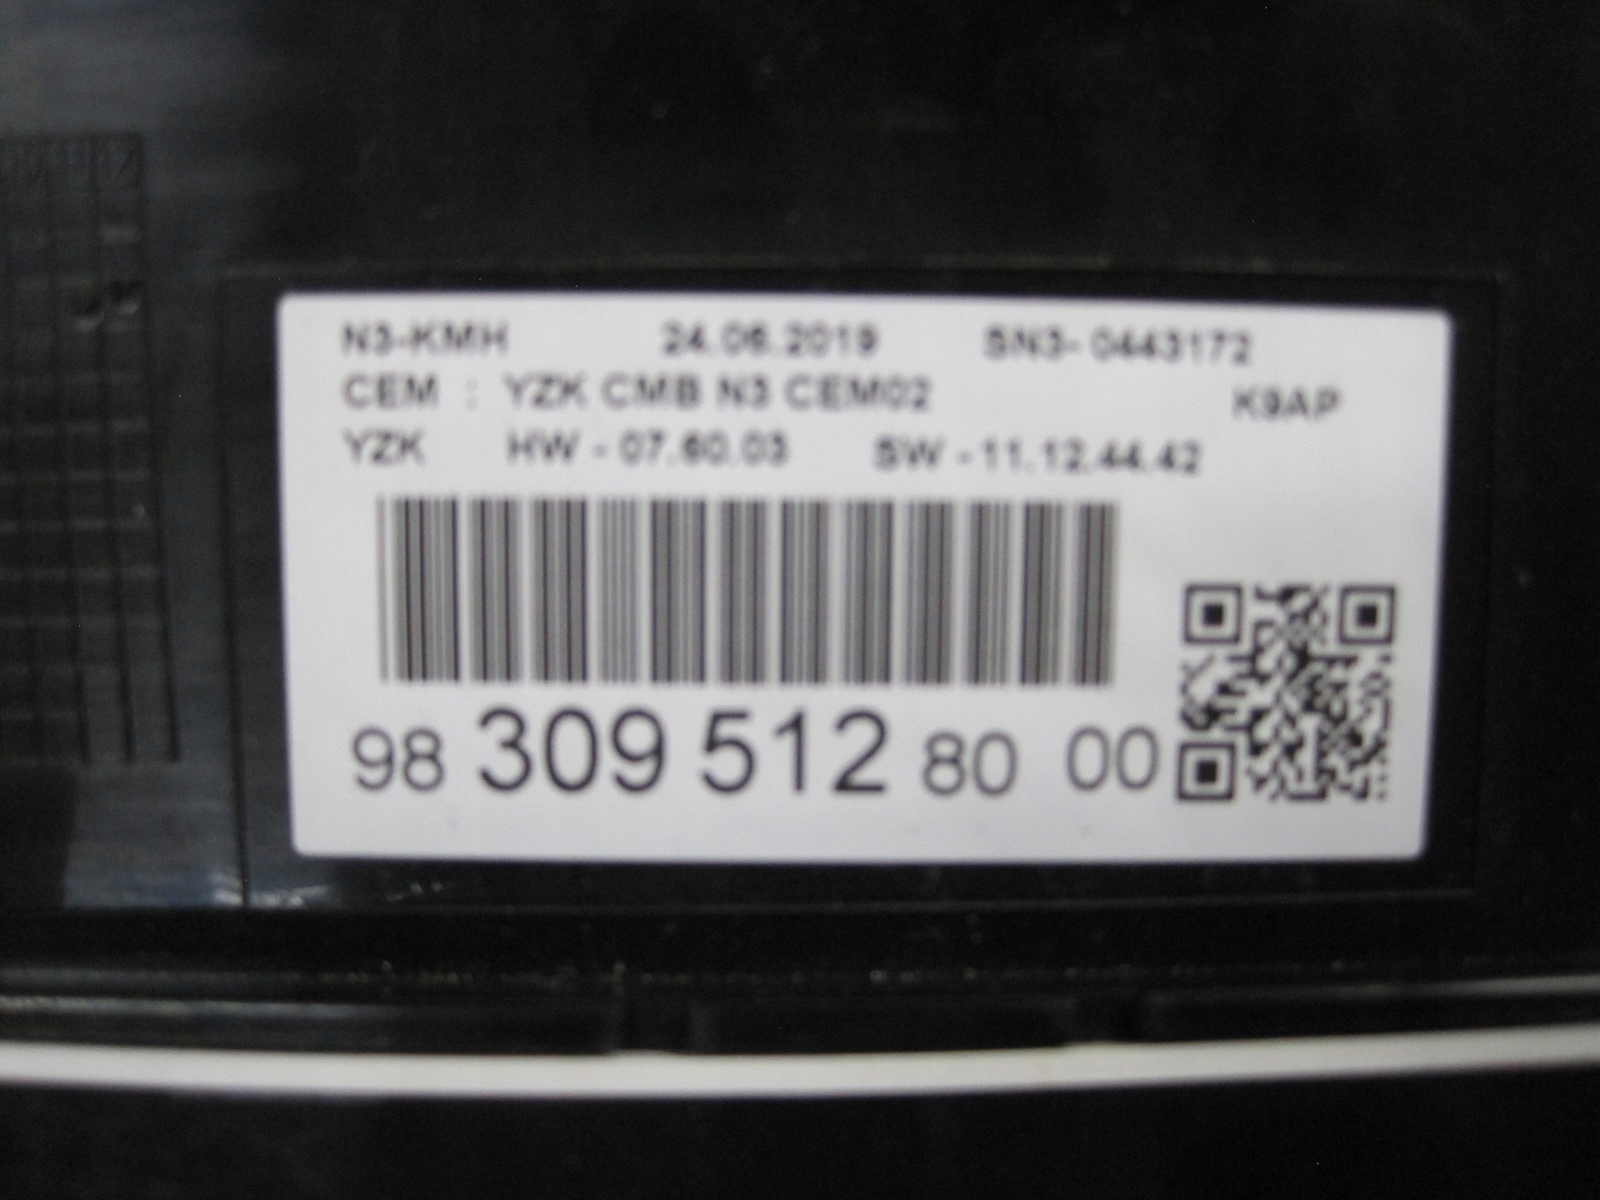 N3-KMH 24.06.2019 SN3- 0443172
CEM : YZK CMB N3 CEM02 K9AP
YZK HW - 07.60.03 SW - 11.12.44.42
98 309 512 80 00